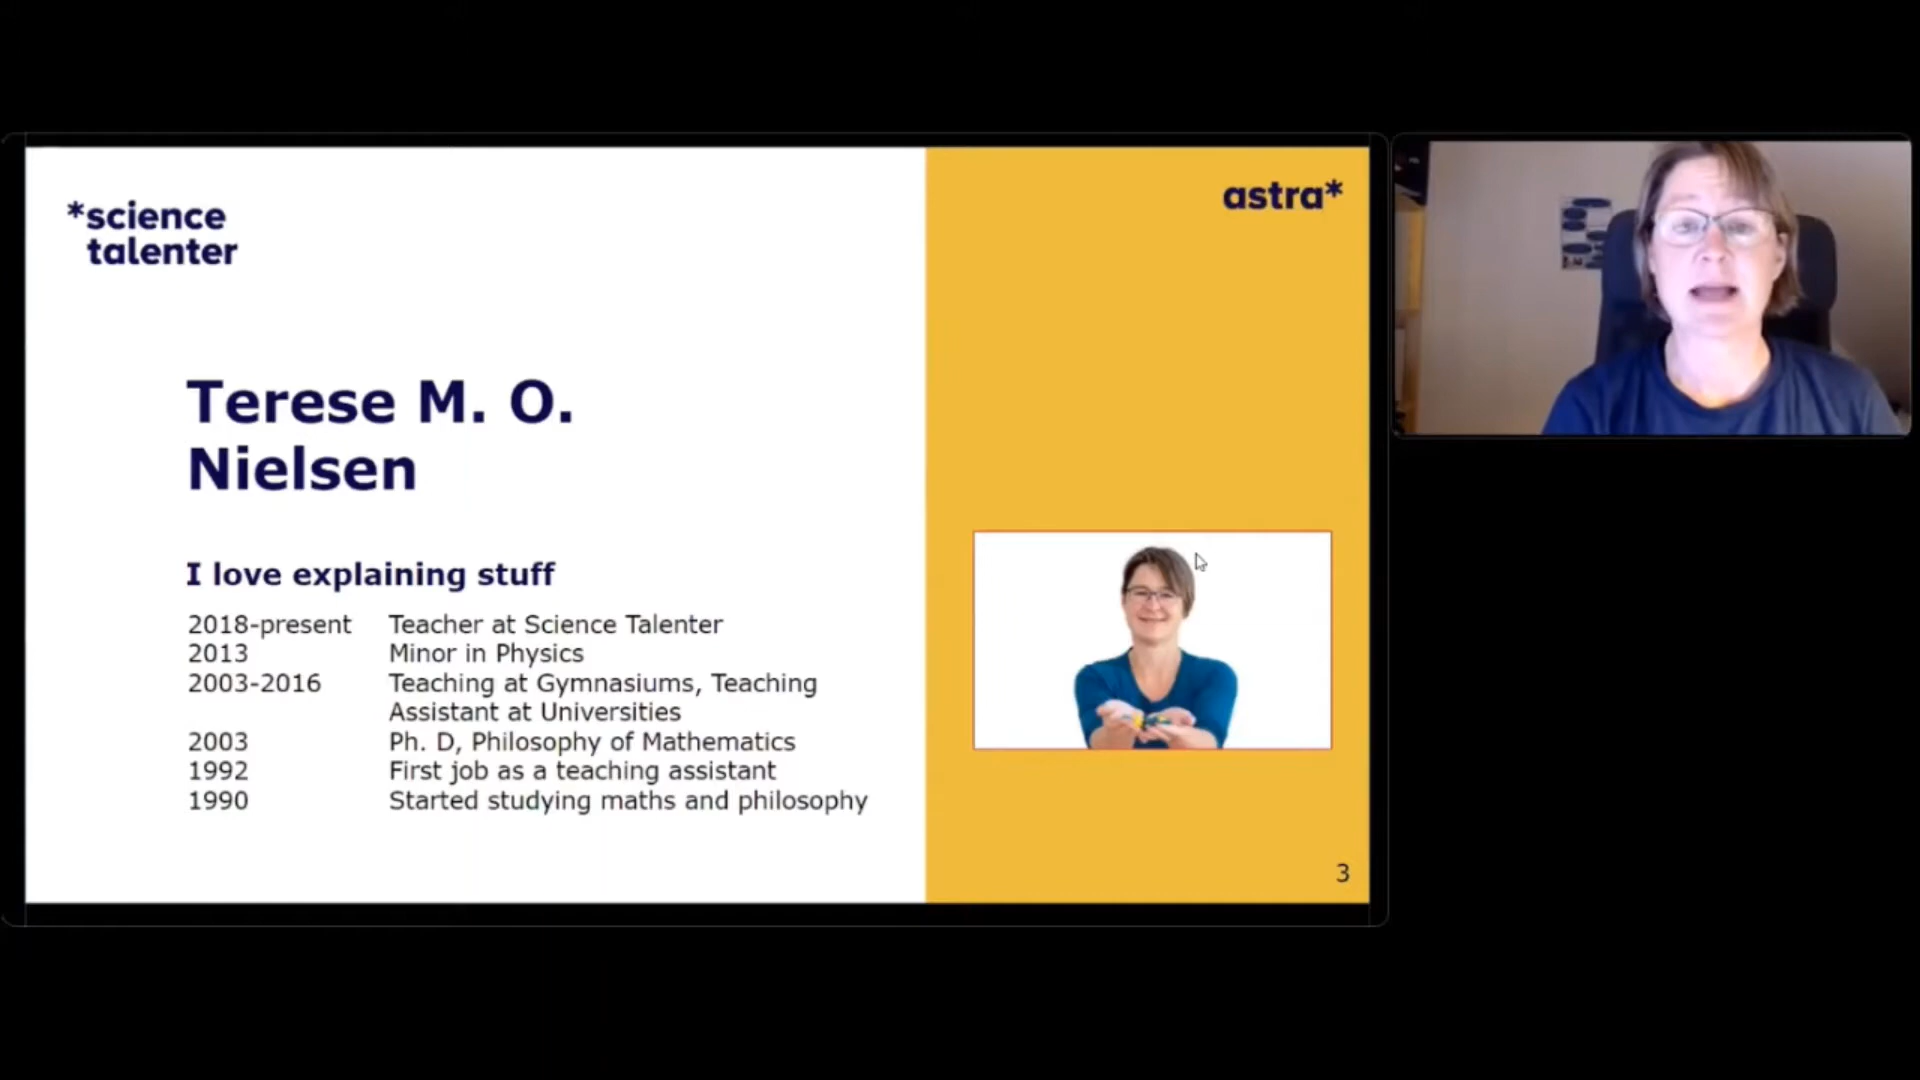 *science
talenter
astra*
Terese M. O.
Nielsen
I love explaining stuff
2018-present Teacher at Science Talenter
2013 Minor in Physics
2003-2016 Teaching at Gymnasiums, Teaching
Assistant at Universities
2003 Ph. D, Philosophy of Mathematics
1992 First job as a teaching assistant
1990 Started studying maths and philosophy
3